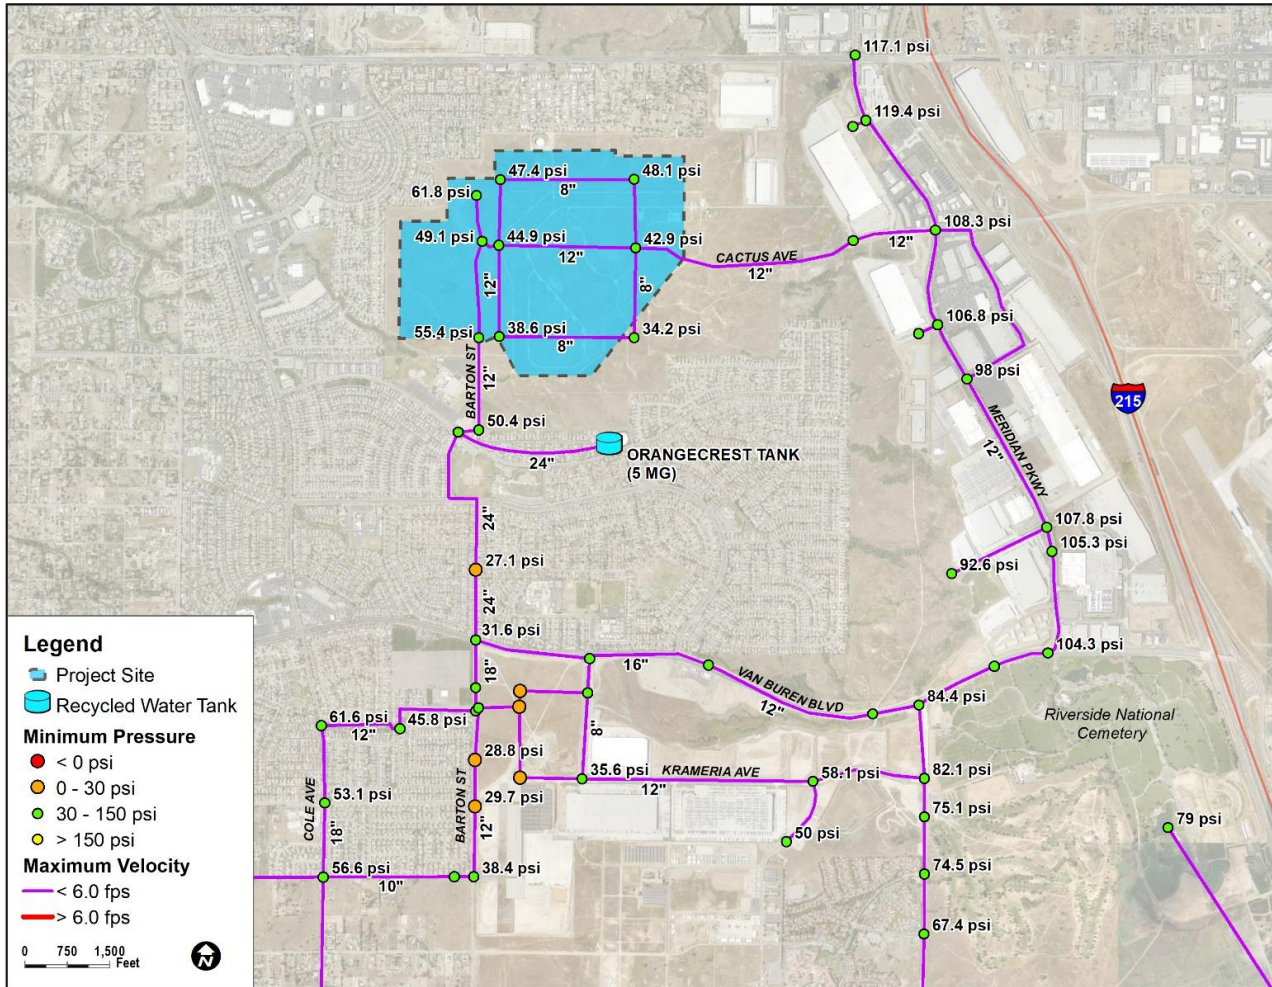 117.1 psi
119.4 psi
47.4 psi
48.1 psi
8"
61.8 psi
108.3 psi
49.1 psi
44.9 psi
42.9 psi
12"
12"
CACTUS AVE
12"
12"
8"
106.8 psi
55.4 psi
38.6 psi
34.2 psi
8"
98 psi
BARTON ST
12"
215
50.4 psi
MERIDIAN PKWY
12"
24"
ORANGECREST TANK
(5 MG)
24"
107.8 psi
105.3 psi
27.1 psi
92.6 psi
24"
31.6 psi
104.3 psi
16"
18"
VAN BUREN BLVD
12"
84.4 psi
61.6 psi
45.8 psi
12"
8"
Riverside National
Cemetery
28.8 psi
35.6 psi
KRAMERIA AVE
12"
58.1 psi
82.1 psi
COLE AVE
53.1 psi
18"
BARTON ST
29.7 psi
12"
75.1 psi
50 psi
79 psi
56.6 psi
10"
38.4 psi
74.5 psi
67.4 psi
Legend
Project Site
Recycled Water Tank
Minimum Pressure
< 0 psi
0 - 30 psi
30 - 150 psi
> 150 psi
Maximum Velocity
< 6.0 fps
> 6.0 fps
0 750 1,500
Feet
N